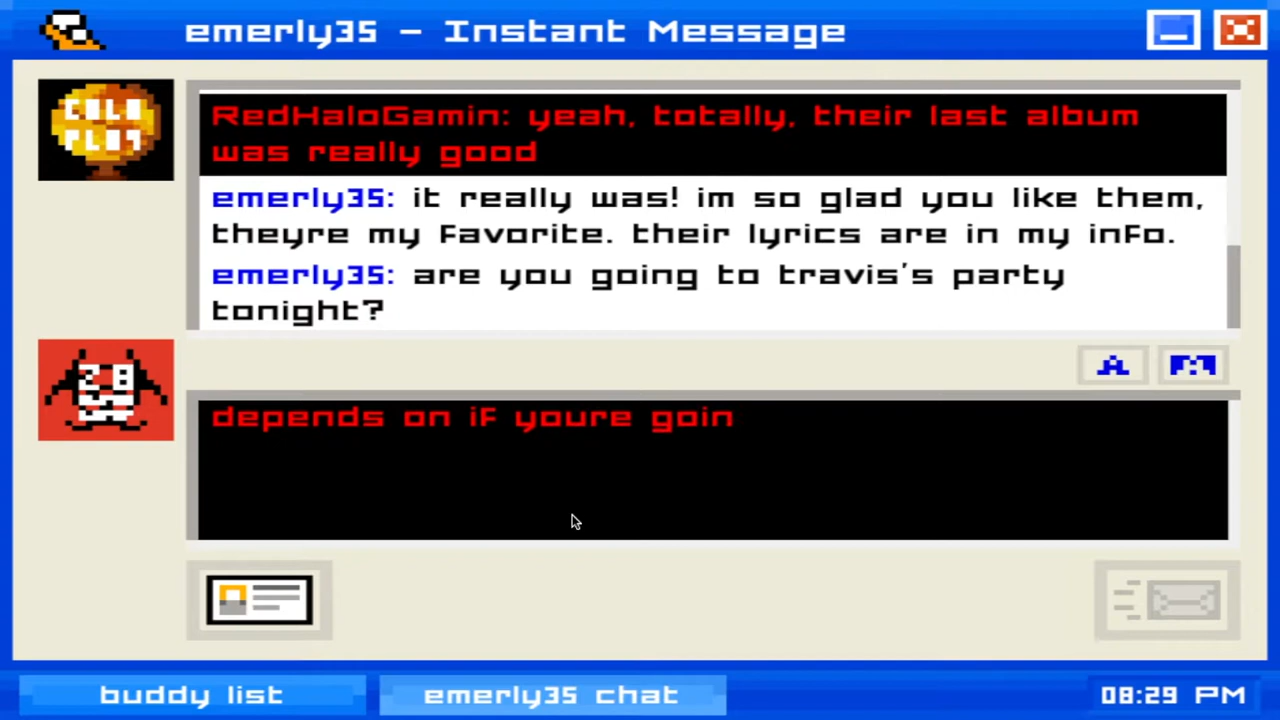 emerly35 - Instant Message
COLD
PLAY
RedHaloGamin: yeah, totally, their last album
was really good
emerly35: it really was! im so glad you like them,
theyre my favorite. their lyrics are in my info.
emerly35: are you going to travis's party
tonight?
A
depends on if youre goin
buddy list
emerly35 chat
08:29 PM